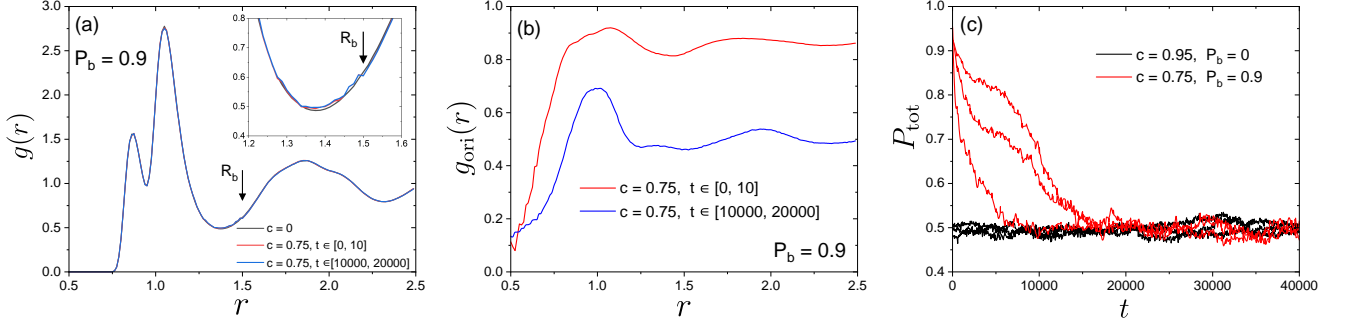 (a)
P_b = 0.9
g(r)
3.0
2.5
2.0
1.5
1.0
0.5
0.0
0.5 1.0 1.5 2.0 2.5
r
0.8
0.7
0.6
0.5
0.4
1.2 1.3 1.4 1.5 1.6
R_b
R_b
c = 0
c = 0.75, t ∈ [0, 10]
c = 0.75, t ∈[10000, 20000]
(b)
g_ori(r)
1.0
0.8
0.6
0.4
0.2
0.0
0.5 1.0 1.5 2.0 2.5
r
c = 0.75, t ∈ [0, 10]
c = 0.75, t ∈ [10000, 20000]
P_b = 0.9
(c)
P_tot
1.0
0.9
0.8
0.7
0.6
0.5
0.4
0 10000 20000 30000 40000
t
c = 0.95, P_b = 0
c = 0.75, P_b = 0.9